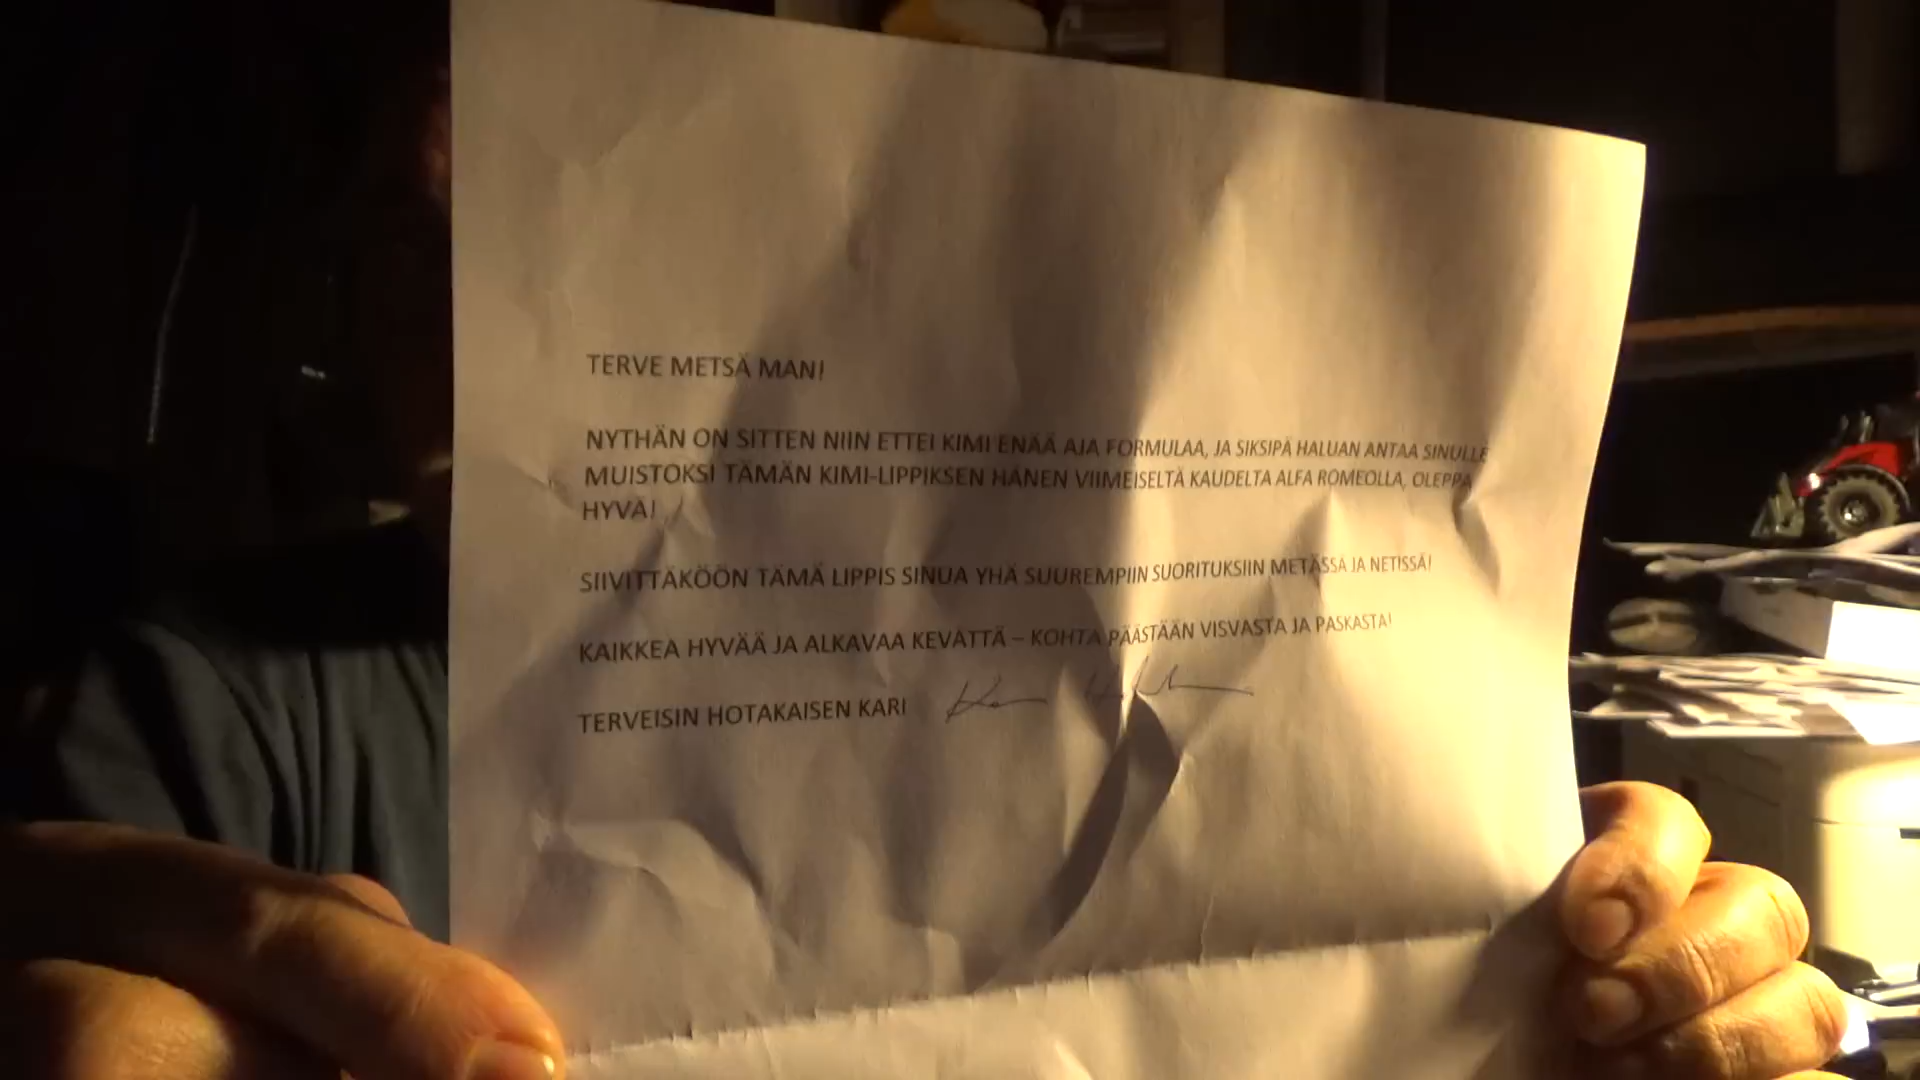 TERVE METSÄ MAN!
NYTHÄN ON SITTEN NIIN ETTEI KIMI ENÄÄ AJA FORMULAA, JA SIKSIPÄ HALUAN ANTAA SINULLE
MUISTOKSI TÄMÄN KIMI-LIPPIKSEN HÄNEN VIIMEISELTÄ KAUDELTA ALFA ROMEOLLA, OLEPPA
HYVÄ!
SIIVITTÄKÖÖN TÄMÄ LIPPIS SINUA YHÄ SUUREMPIIN SUORITUKSIIN METÄSSÄ JA NETISSÄ!
KAIKKEA HYVÄÄ JA ALKAVAA KEVÄTTÄ – KOHTA PÄÄSTÄÄN VISVASTA JA PASKASTA!
TERVEISIN HOTAKAISEN KARI